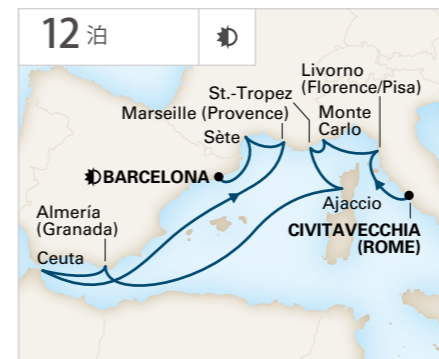 12 泊
Livorno
(Florence/Pisa)
St.-Tropez
Marseille (Provence)
Monte
Carlo
Sète
BARCELONA
Almería
(Granada)
Ajaccio
CIVITAVECCHIA
(ROME)
Ceuta